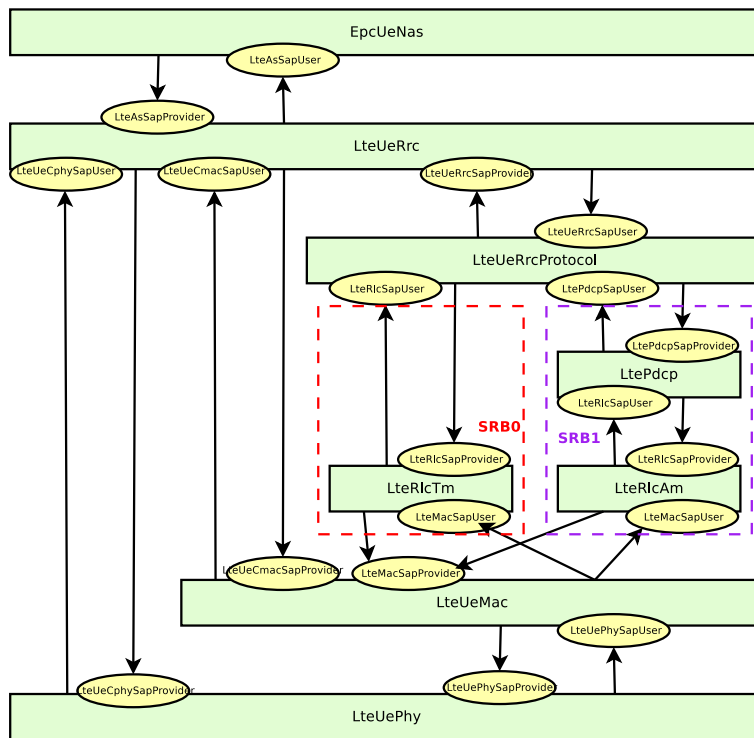 EpcUeNas
LteAsSapUser
LteAsSapProvider
LteUeRrc
LteUeCphySapUser
LteUeCmacSapUser
LteUeRrcSapProvider
LteUeRrcSapUser
LteUeRrcProtocol
LteRlcSapUser
LtePdcpSapUser
LtePdcpSapProvider
LtePdcp
LteRlcSapUser
SRB0
SRB1
LteRlcSapProvider
LteRlcSapProvider
LteRlcTm
LteRlcAm
LteMacSapUser
LteMacSapUser
LteUeCmacSapProvider
LteMacSapProvider
LteUeMac
LteUePhySapUser
LteUeCphySapProvider
LteUePhySapProvider
LteUePhy